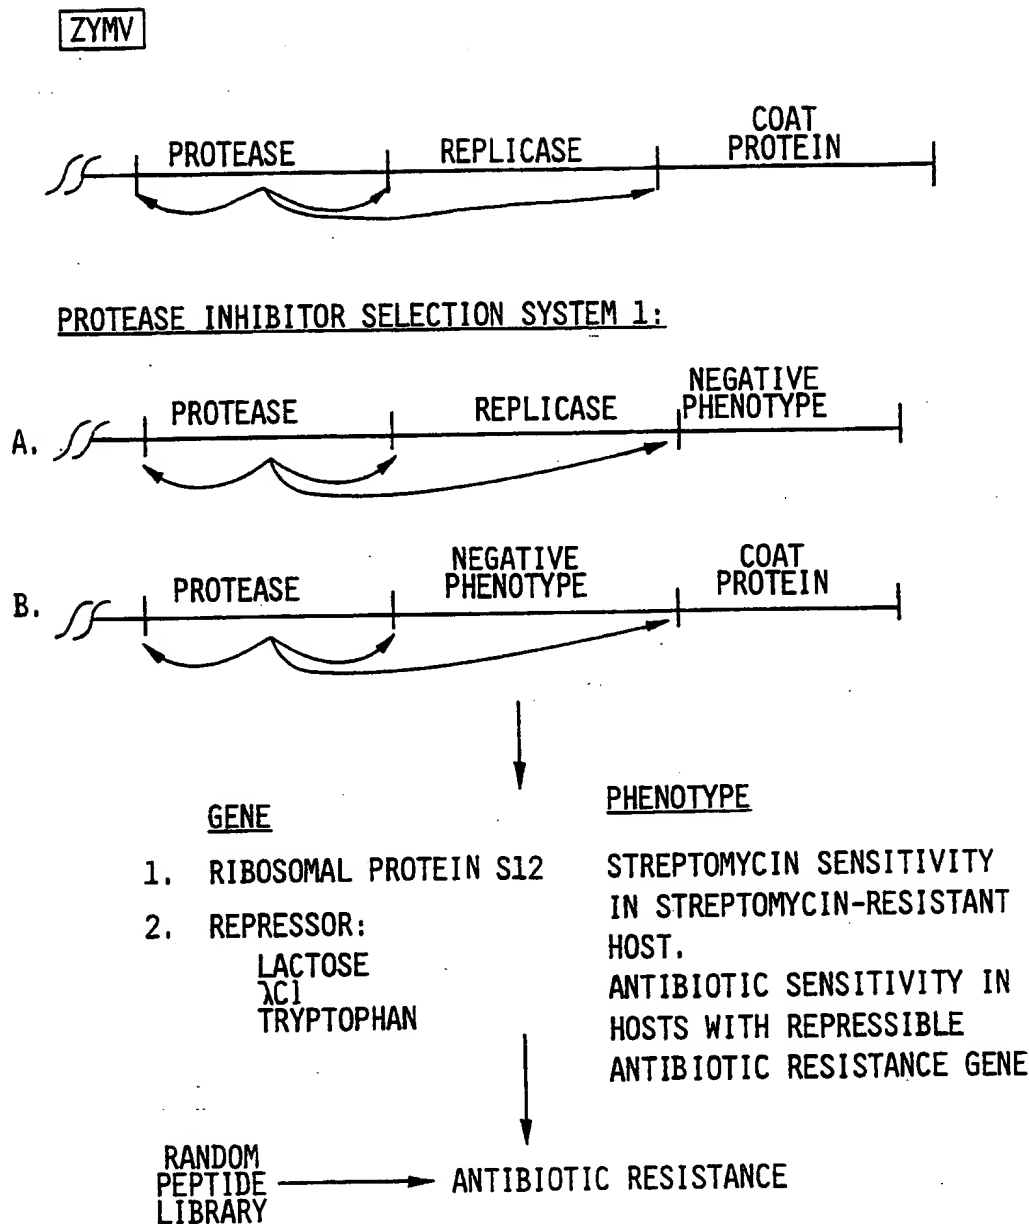 ZYMV
PROTEASE
REPLICASE
COAT
PROTEIN
PROTEASE INHIBITOR SELECTION SYSTEM 1:
A.
PROTEASE
REPLICASE
NEGATIVE
PHENOTYPE
B.
PROTEASE
NEGATIVE
PHENOTYPE
COAT
PROTEIN
GENE
1. RIBOSOMAL PROTEIN S12
2. REPRESSOR:
LACTOSE
λC1
TRYPTOPHAN
PHENOTYPE
STREPTOMYCIN SENSITIVITY
IN STREPTOMYCIN-RESISTANT
HOST.
ANTIBIOTIC SENSITIVITY IN
HOSTS WITH REPRESSIBLE
ANTIBIOTIC RESISTANCE GENE
RANDOM
PEPTIDE
LIBRARY
ANTIBIOTIC RESISTANCE